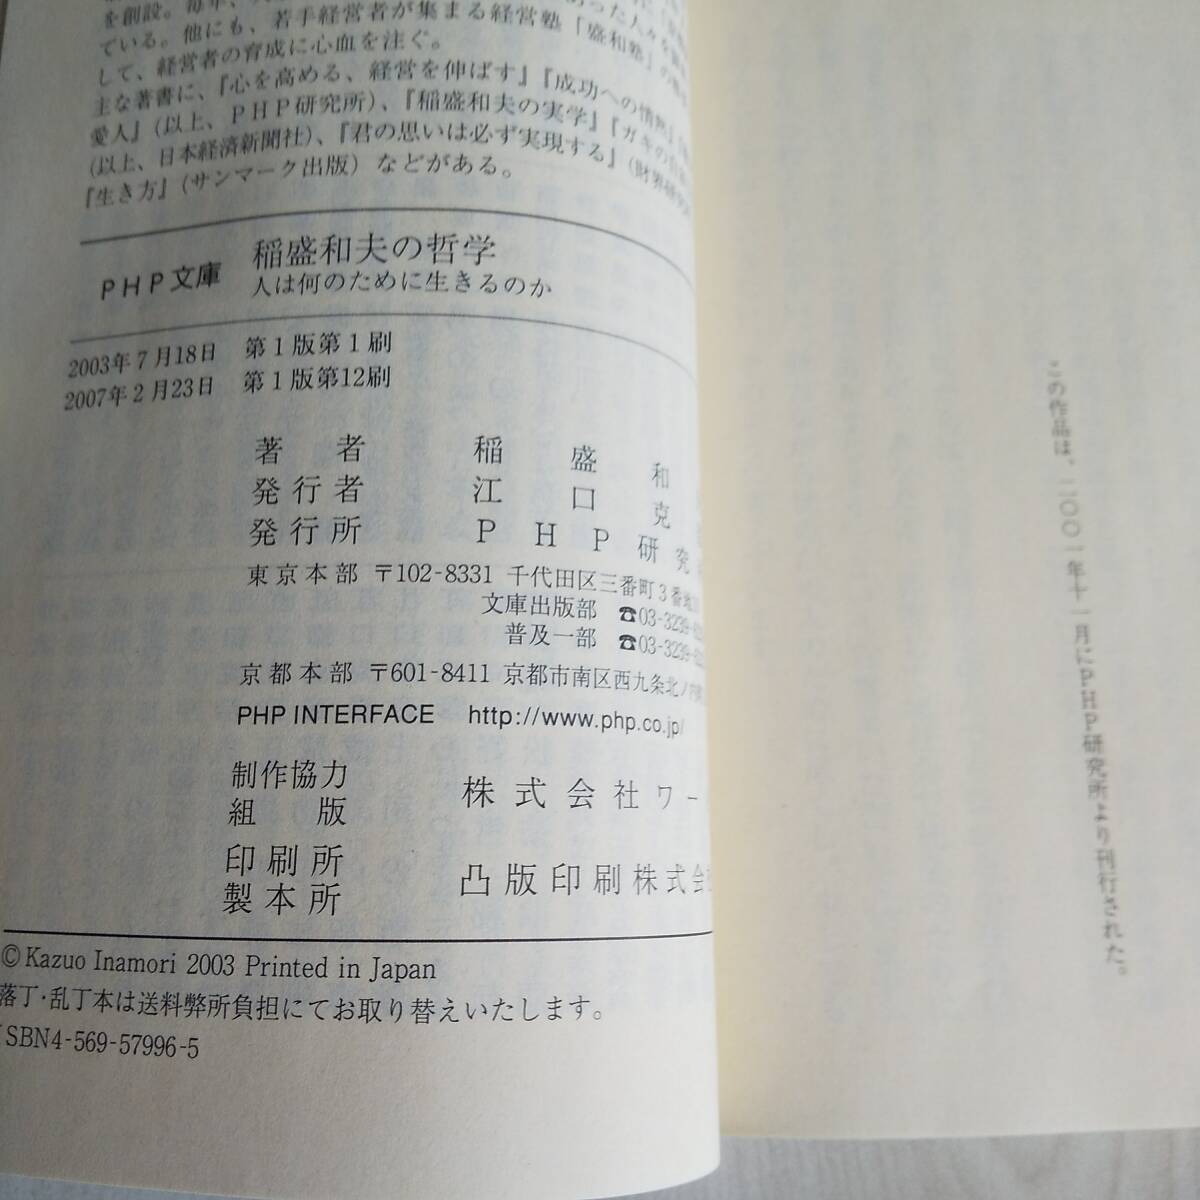 を創設。毎年、
ている。他にも、若手経営者が集まる経営塾「盛和塾」の
して、経営者の育成に心血を注ぐ。
主な著書に、『心を高める、経営を伸ばす』『成功への情熱』
愛人』(以上、PHP研究所)、『稲盛和夫の実学』『ガキの
(以上、日本経済新聞社)、『君の思いは必ず実現する』(財界研究
『生き方』(サンマーク出版)などがある。
PHP文庫 稲盛和夫の哲学
人は何のために生きるのか
2003年7月18日 第1版第1刷
2007年2月23日 第1版第12刷
著者 稲盛和
発行者 江口克
発行所 PHP研究
東京本部 〒102-8331 千代田区三番町3番地
文庫出版部 ☎03-3239-
普及一部 ☎03-3239-
京都本部 〒601-8411 京都市南区西九条北ノ内
PHP INTERFACE http://www.php.co.jp/
制作協力
組版 株式会社ワー
印刷所
製本所 凸版印刷株式会
©Kazuo Inamori 2003 Printed in Japan
落丁・乱丁本は送料弊所負担にてお取り替えいたします。
ISBN4-569-57996-5
この作品は、二〇〇一年十一月にPHP研究所より刊行された。